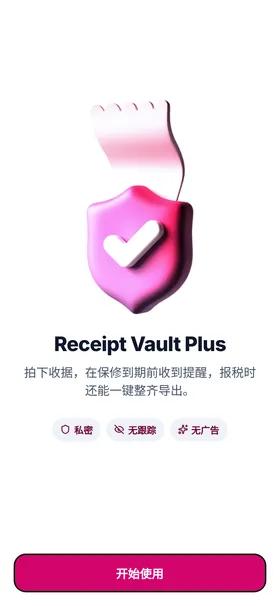 Receipt Vault Plus
拍下收据，在保修到期前收到提醒，报税时
还能一键整齐导出。
私密 无跟踪 无广告
开始使用